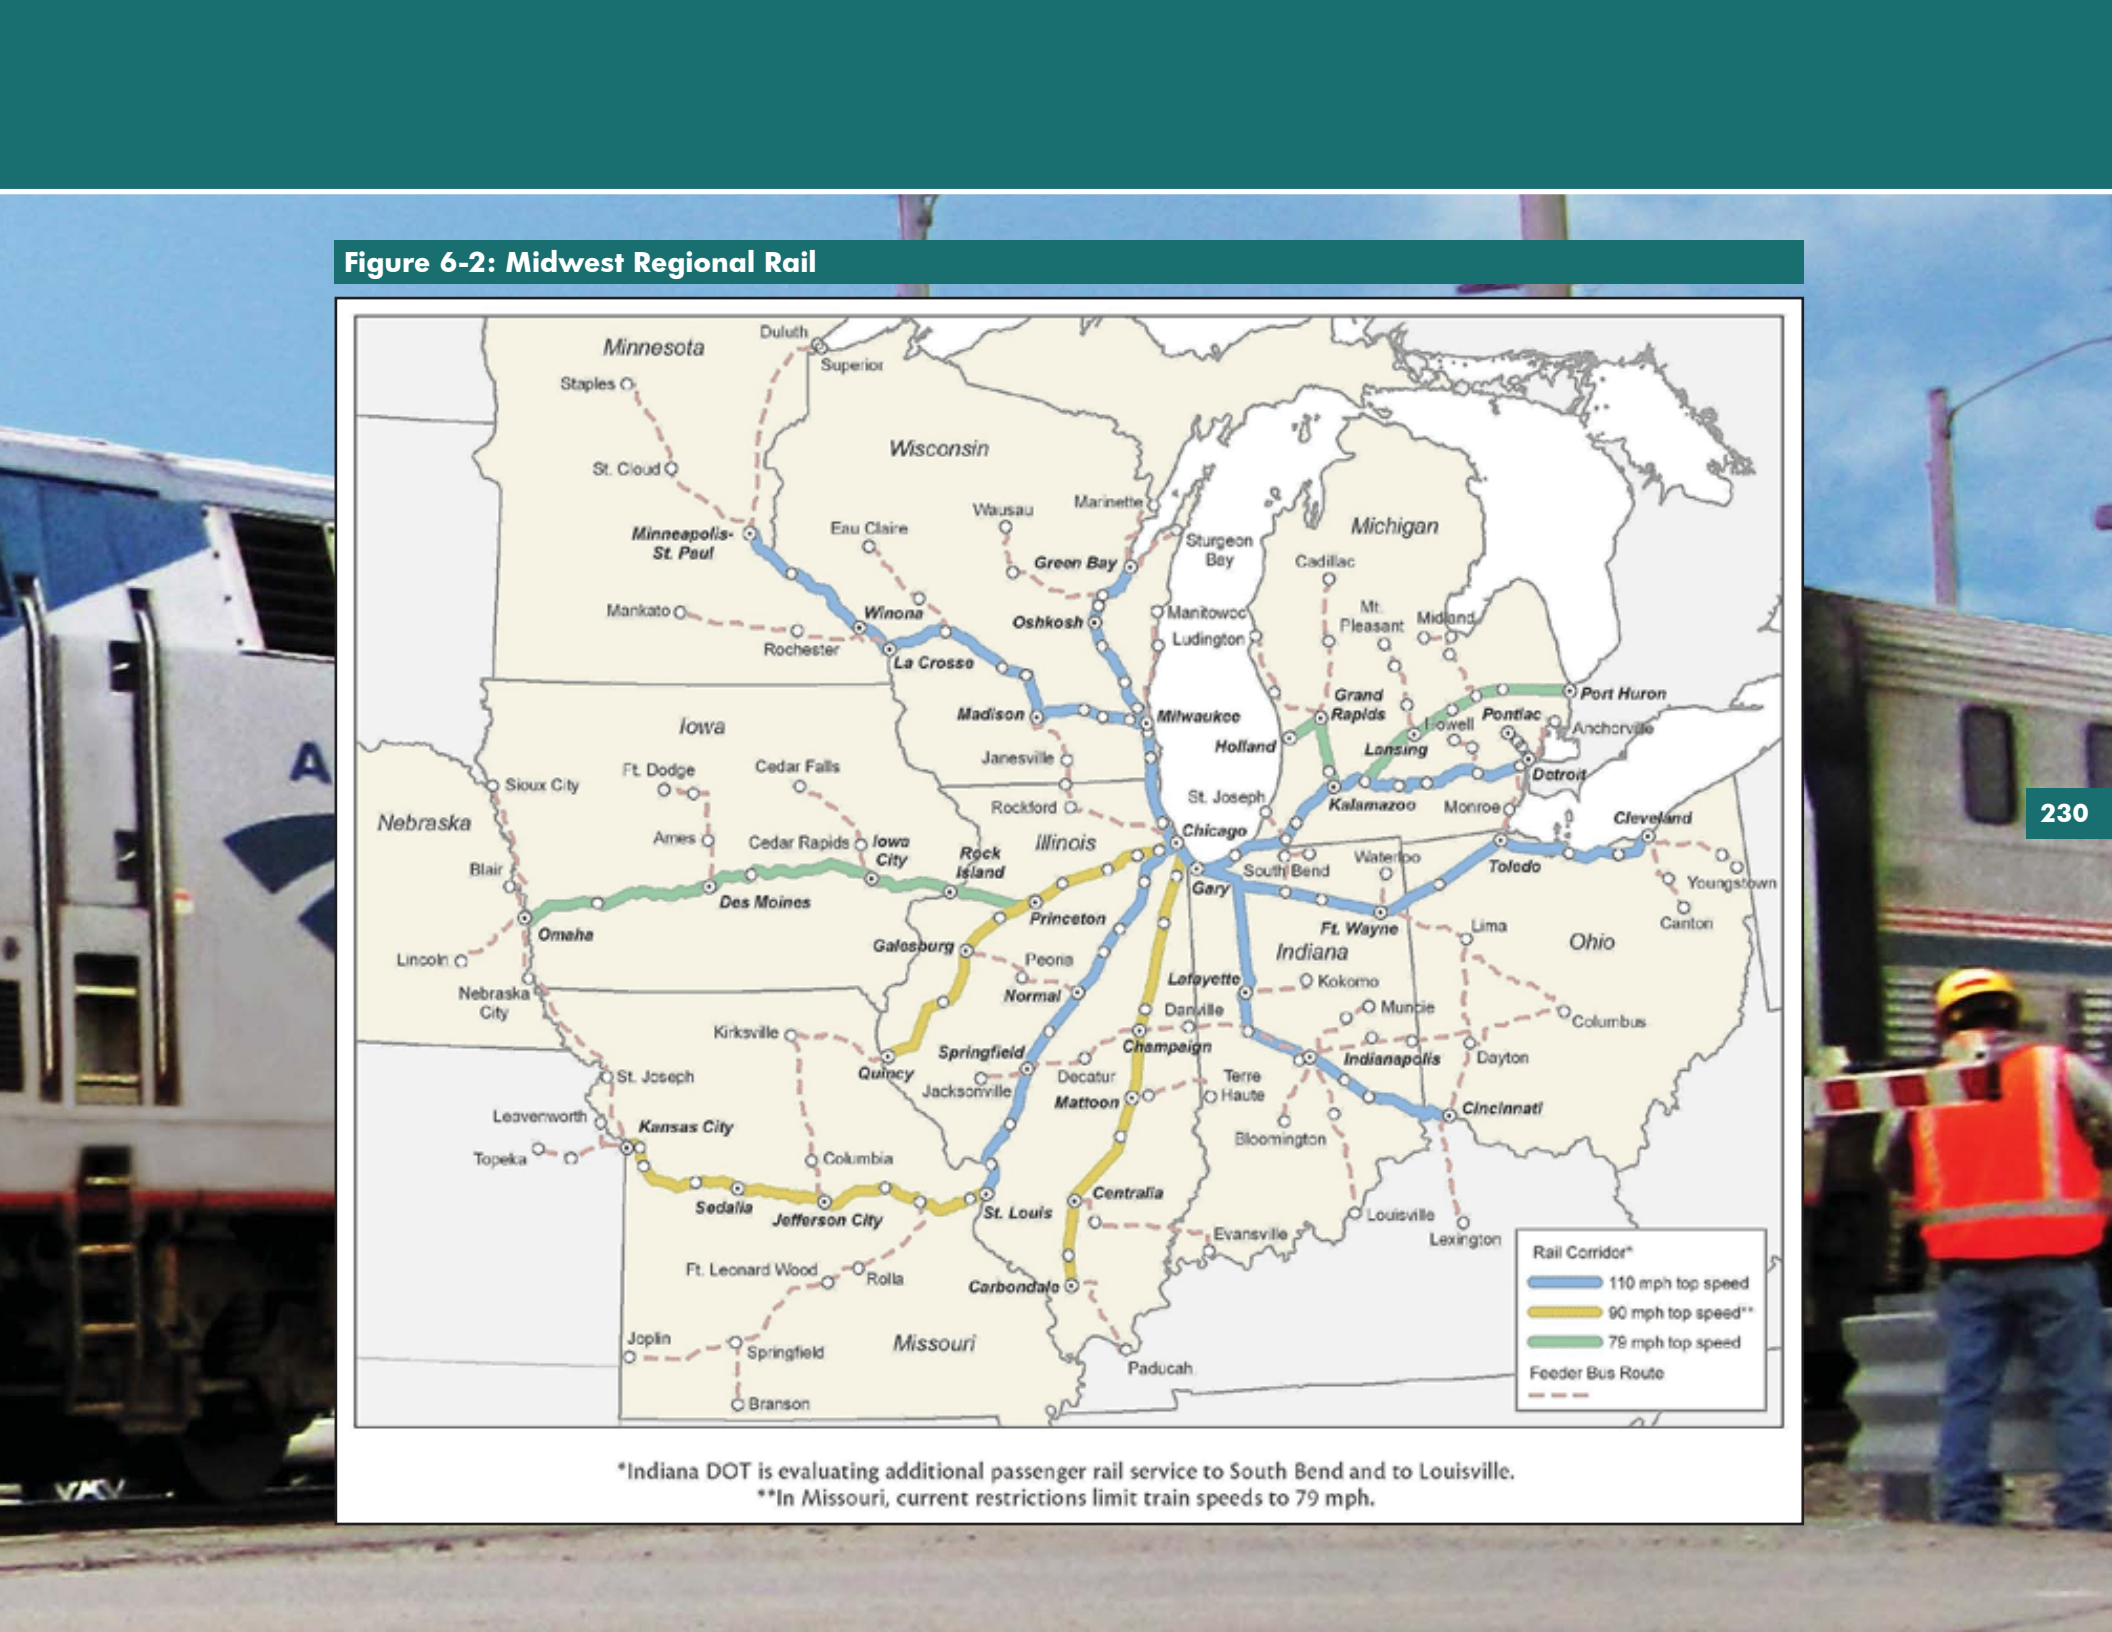 Figure 6-2: Midwest Regional Rail
Duluth
Minnesota
Superior
Staples
Wisconsin
St. Cloud
Marinette
Wausau
Eau Claire
Michigan
Minneapolis-
St. Paul
Sturgeon
Bay
Green Bay
Cadillac
Mankato
Winona
Oshkosh
Manitowoc
Mt.
Pleasant
Midland
Ludington
Rochester
La Crosse
Grand
Rapids
Port Huron
Madison
Milwaukee
Howell
Pontiac
Anchorville
Iowa
Holland
Lansing
Janesville
Ft. Dodge
Cedar Falls
Detroit
Sioux City
St. Joseph
Kalamazoo
Monroe
Rockford
Nebraska
Cleveland
230
Chicago
Ames
Cedar Rapids
Iowa
City
Illinois
Rock
Island
Waterloo
Toledo
Blair
South Bend
Gary
Youngstown
Des Moines
Princeton
Canton
Omaha
Ft. Wayne
Lima
Galesburg
Indiana
Ohio
Lincoln
Peoria
Lafayette
Kokomo
Nebraska
City
Normal
Danville
Muncie
Columbus
Kirksville
Springfield
Champaign
Indianapolis
Dayton
Quincy
St. Joseph
Jacksonville
Decatur
Terre
Haute
Mattoon
Leavenworth
Cincinnati
Kansas City
Bloomington
Topeka
Columbia
Centralia
Sedalia
Jefferson City
St. Louis
Louisville
Evansville
Lexington
Ft. Leonard Wood
Rolla
Carbondale
Joplin
Springfield
Missouri
Paducah
Branson
Rail Corridor*
110 mph top speed
90 mph top speed**
79 mph top speed
Feeder Bus Route
*Indiana DOT is evaluating additional passenger rail service to South Bend and to Louisville.
**In Missouri, current restrictions limit train speeds to 79 mph.
A